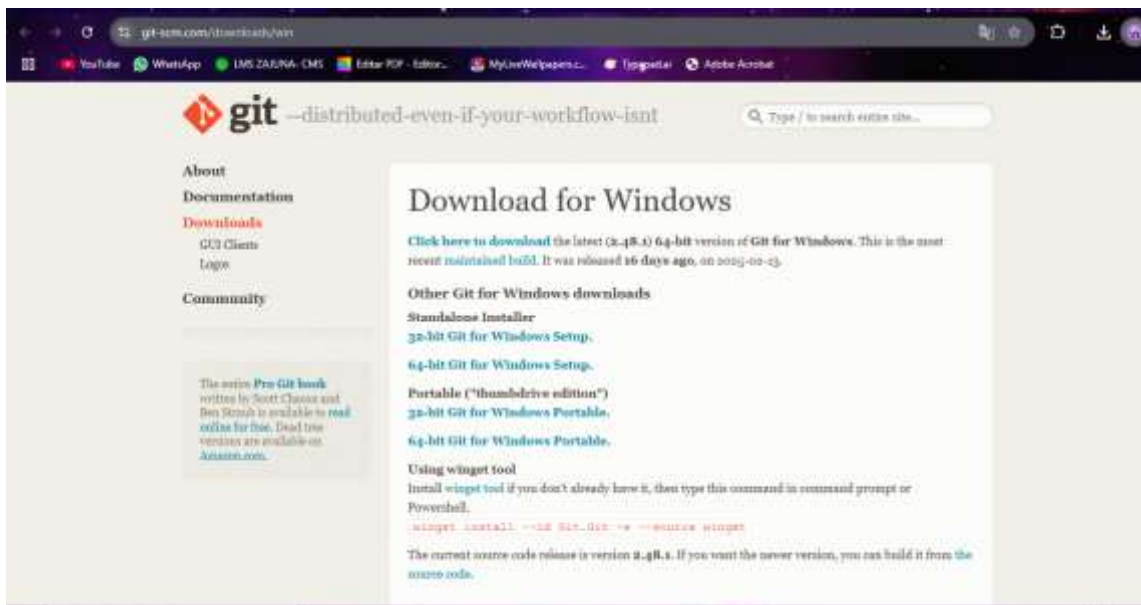 git-scm.com/downloads/win
YouTube WhatsApp LMS ZAJUNA- CMS Editar PDF - Editor... MyLiveWallpapers.c... Adobe Acrobat
git --distributed-even-if-your-workflow-isnt
Type / to search entire site...
About
Documentation
Downloads
GUI Clients
Logos
Community
The entire Pro Git book
written by Scott Chacon and
Ben Straub is available to read
online for free. Dead tree
versions are available on
Amazon.com.
Download for Windows
Click here to download the latest (2.48.1) 64-bit version of Git for Windows. This is the most
recent maintained build. It was released 16 days ago, on 2025-02-13.
Other Git for Windows downloads
Standalone Installer
32-bit Git for Windows Setup.
64-bit Git for Windows Setup.
Portable ("thumbdrive edition")
32-bit Git for Windows Portable.
64-bit Git for Windows Portable.
Using winget tool
Install winget tool if you don't already have it, then type this command in command prompt or
Powershell.
winget install --id Git.Git -e --source winget
The current source code release is version 2.48.1. If you want the newer version, you can build it from the
source code.